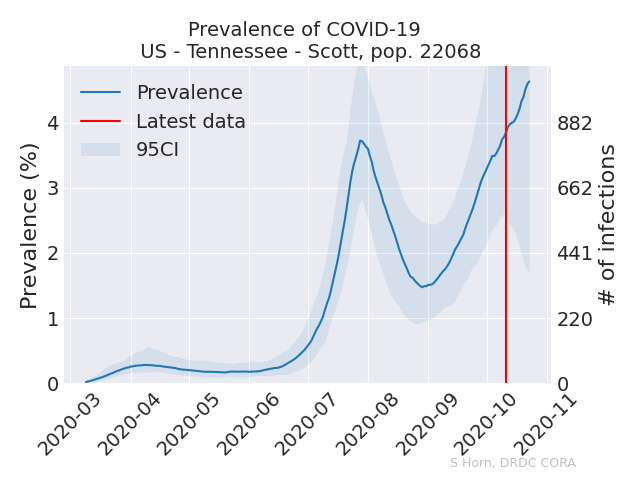 Prevalence of COVID-19
US - Tennessee - Scott, pop. 22068
Prevalence
Latest data
95CI
Prevalence (%)
4
3
2
1
0
882
662
441
220
0
# of infections
2020-03
2020-04
2020-05
2020-06
2020-07
2020-08
2020-09
2020-10
2020-11
S Horn, DRDC CORA